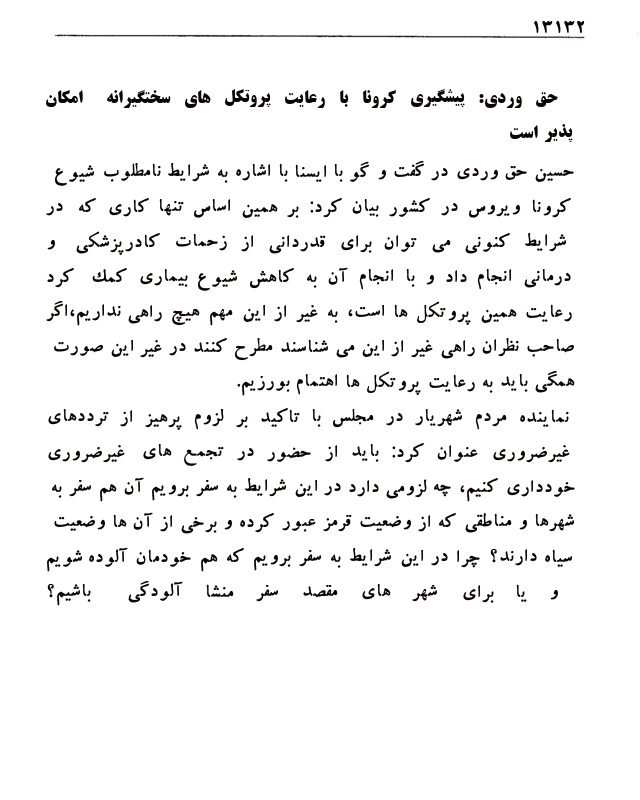 ۱۳۱۳۲
حق وردی: پیشگیری کرونا با رعایت پروتکل های سختگیرانه امکان
پذیر است
حسین حق وردی در گفت و گو با ایسنا با اشاره به شرایط نامطلوب شیوع
کرونا ویروس در کشور بیان کرد: بر همین اساس تنها کاری که در
شرایط کنونی می توان برای قدردانی از زحمات کادرپزشکی و
درمانی انجام داد و با انجام آن به کاهش شیوع بیماری کمک کرد
رعایت همین پروتکل ها است، به غیر از این مهم هیچ راهی نداریم،اگر
صاحب نظران راهی غیر از این می شناسند مطرح کنند در غیر این صورت
همگی باید به رعایت پروتکل ها اهتمام بورزیم.
نماینده مردم شهریار در مجلس با تاکید بر لزوم پرهیز از ترددهای
غیرضروری عنوان کرد: باید از حضور در تجمع های غیرضروری
خودداری کنیم، چه لزومی دارد در این شرایط به سفر برویم آن هم سفر به
شهرها و مناطقی که از وضعیت قرمز عبور کرده و برخی از آن ها وضعیت
سیاه دارند؟ چرا در این شرایط به سفر برویم که هم خودمان آلوده شویم
و یا برای شهر های مقصد سفر منشا آلودگی باشیم؟